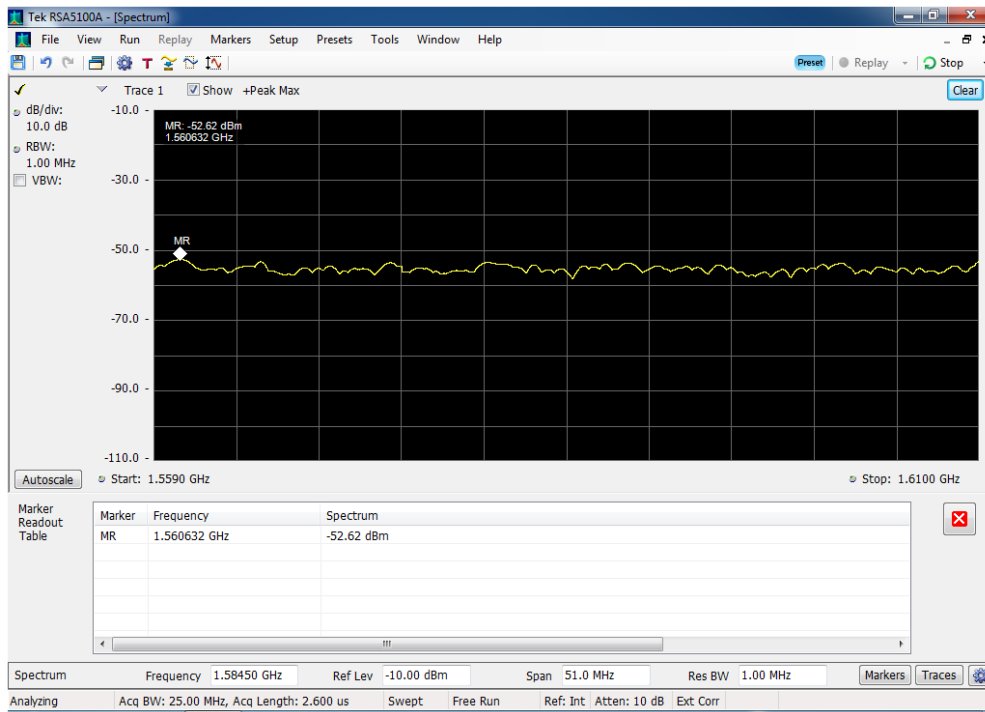 Tek RSA5100A - [Spectrum]
File View Run Replay Markers Setup Presets Tools Window Help
T Preset Replay Stop
Trace 1 Show +Peak Max Clear
dB/div:
10.0 dB
RBW:
1.00 MHz
VBW:
-10.0
-30.0
-50.0
-70.0
-90.0
-110.0
MR: -52.62 dBm
1.560632 GHz
MR
Autoscale Start: 1.5590 GHz Stop: 1.6100 GHz
Marker
Readout
Table
Marker Frequency Spectrum
MR 1.560632 GHz -52.62 dBm
Spectrum Frequency 1.58450 GHz Ref Lev -10.00 dBm Span 51.0 MHz Res BW 1.00 MHz Markers Traces
Analyzing Acq BW: 25.00 MHz, Acq Length: 2.600 us Swept Free Run Ref: Int Atten: 10 dB Ext Corr